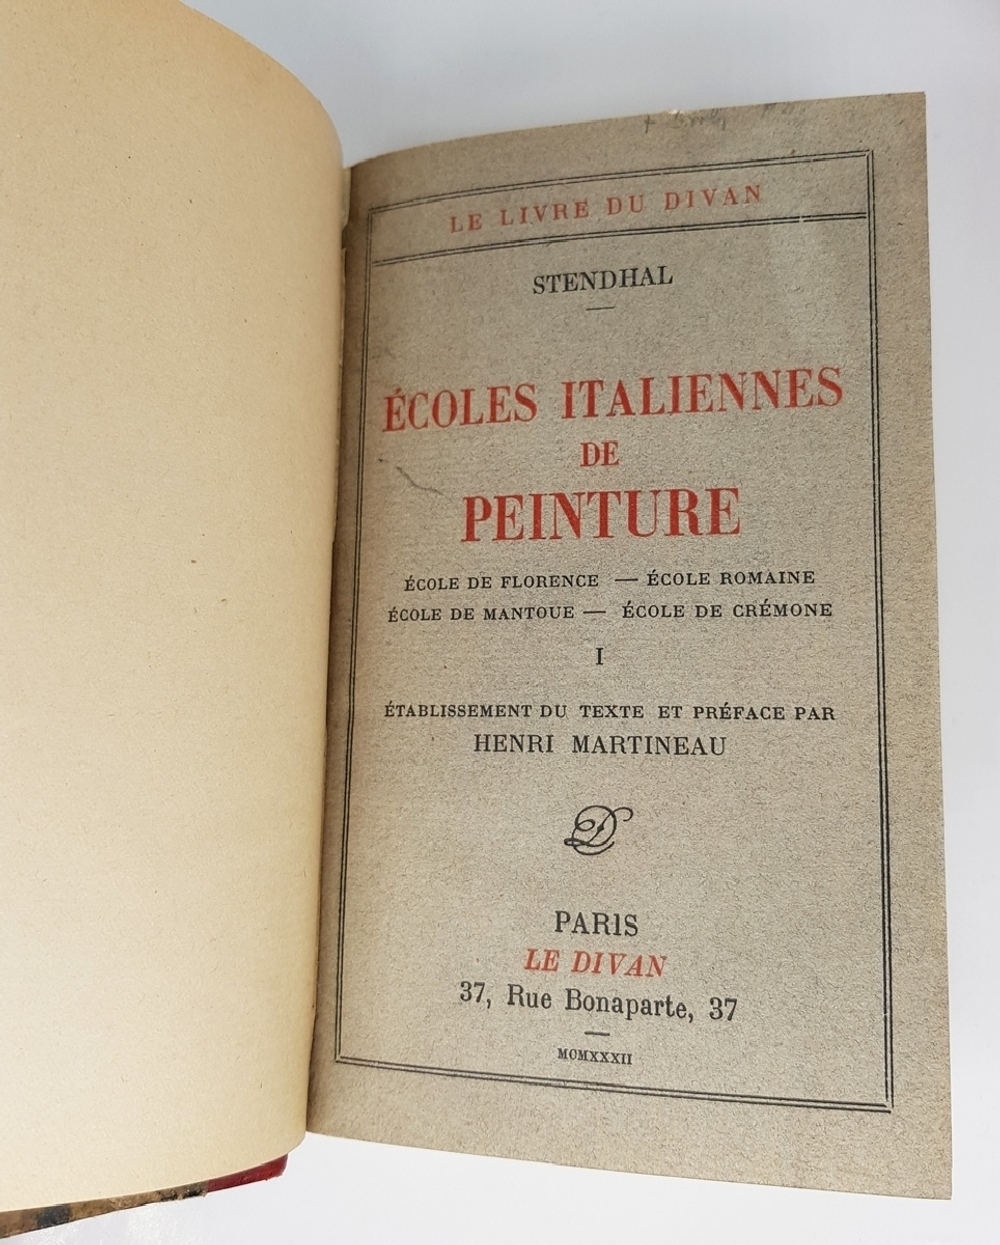 LE LIVRE DU DIVAN
STENDHAL
ÉCOLES ITALIENNES
DE
PEINTURE
ÉCOLE DE FLORENCE — ÉCOLE ROMAINE
ÉCOLE DE MANTOUE — ÉCOLE DE CRÉMONE
I
ÉTABLISSEMENT DU TEXTE ET PRÉFACE PAR
HENRI MARTINEAU
D
PARIS
LE DIVAN
37, Rue Bonaparte, 37
MCMXXXII